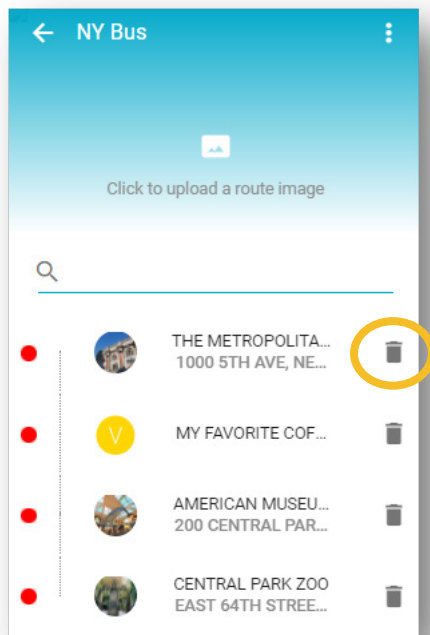 NY Bus
Click to upload a route image
THE METROPOLITA...
1000 5TH AVE, NE...
V
MY FAVORITE COF...
AMERICAN MUSEU...
200 CENTRAL PAR...
CENTRAL PARK ZOO
EAST 64TH STREE...